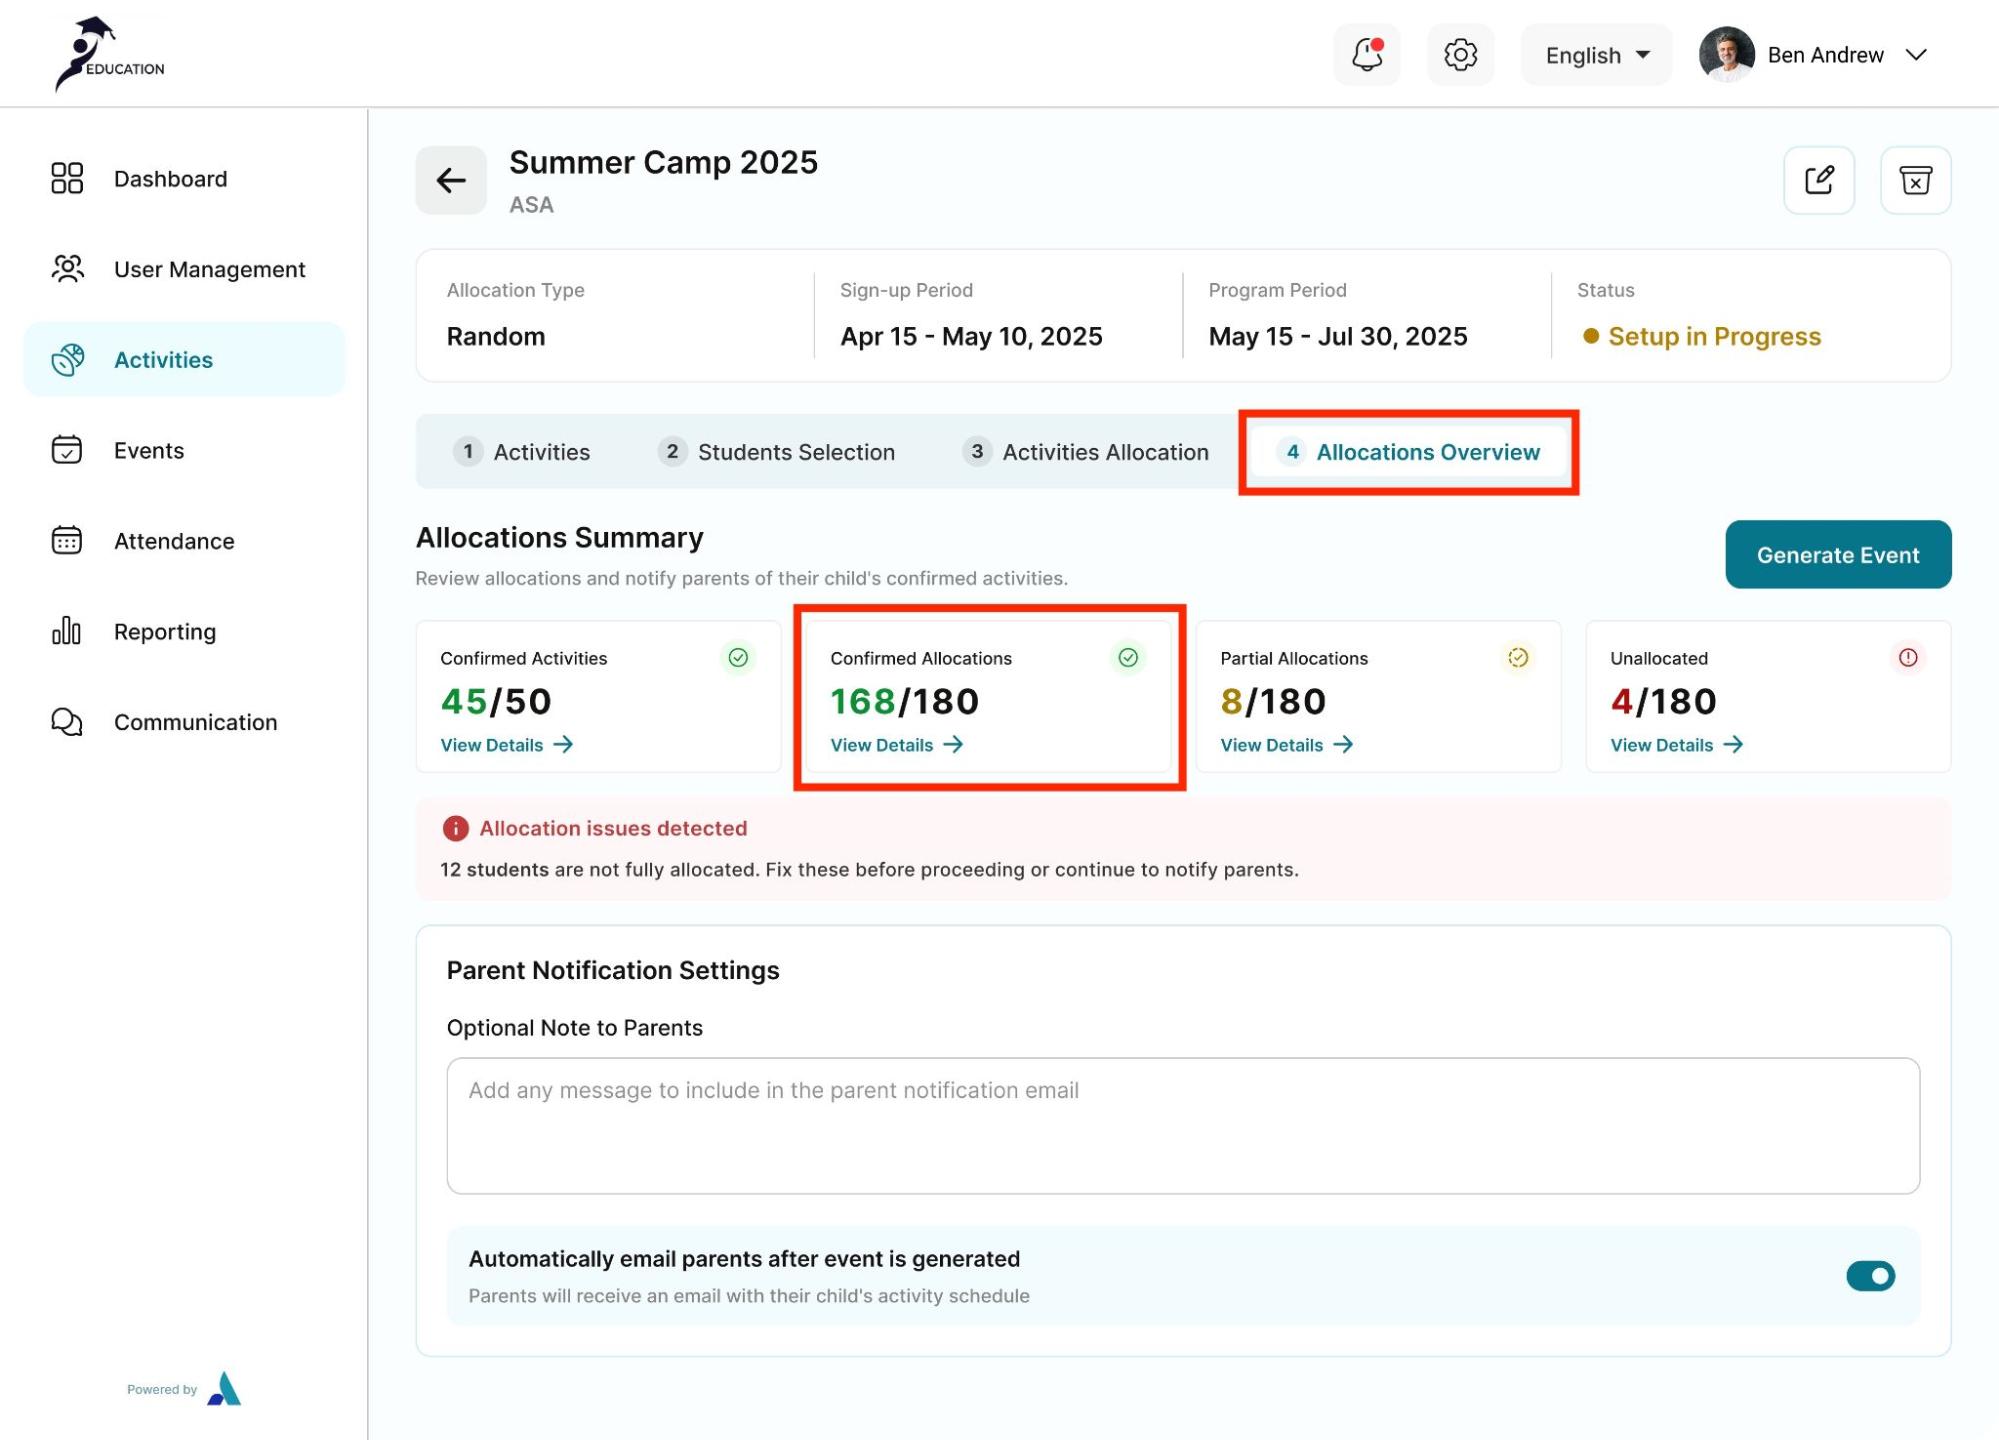 EDUCATION
English
Ben Andrew
Dashboard
User Management
Activities
Events
Attendance
Reporting
Communication
Powered by
Summer Camp 2025
ASA
Allocation Type
Random
Sign-up Period
Apr 15 - May 10, 2025
Program Period
May 15 - Jul 30, 2025
Status
Setup in Progress
1 Activities
2 Students Selection
3 Activities Allocation
4 Allocations Overview
Allocations Summary
Review allocations and notify parents of their child's confirmed activities.
Generate Event
Confirmed Activities
45/50
View Details
Confirmed Allocations
168/180
View Details
Partial Allocations
8/180
View Details
Unallocated
4/180
View Details
Allocation issues detected
12 students are not fully allocated. Fix these before proceeding or continue to notify parents.
Parent Notification Settings
Optional Note to Parents
Add any message to include in the parent notification email
Automatically email parents after event is generated
Parents will receive an email with their child's activity schedule